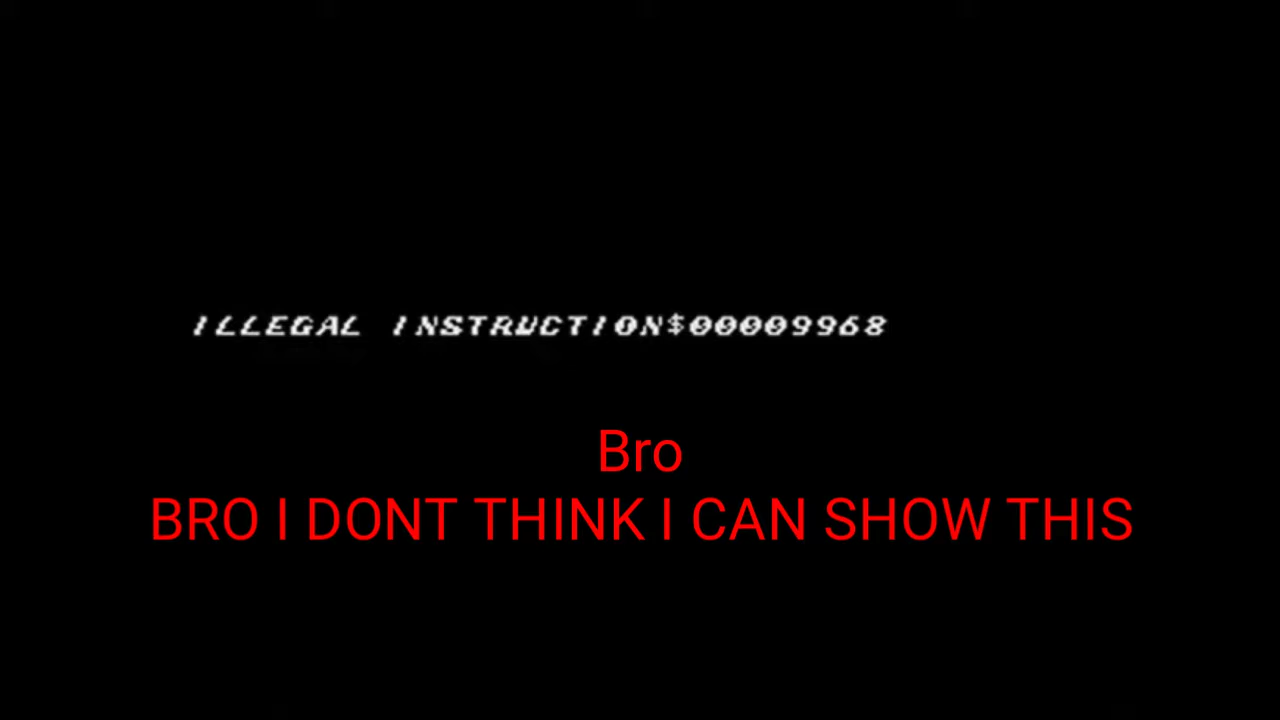 ILLEGAL INSTRUCTION$00009968
Bro
BRO I DONT THINK I CAN SHOW THIS